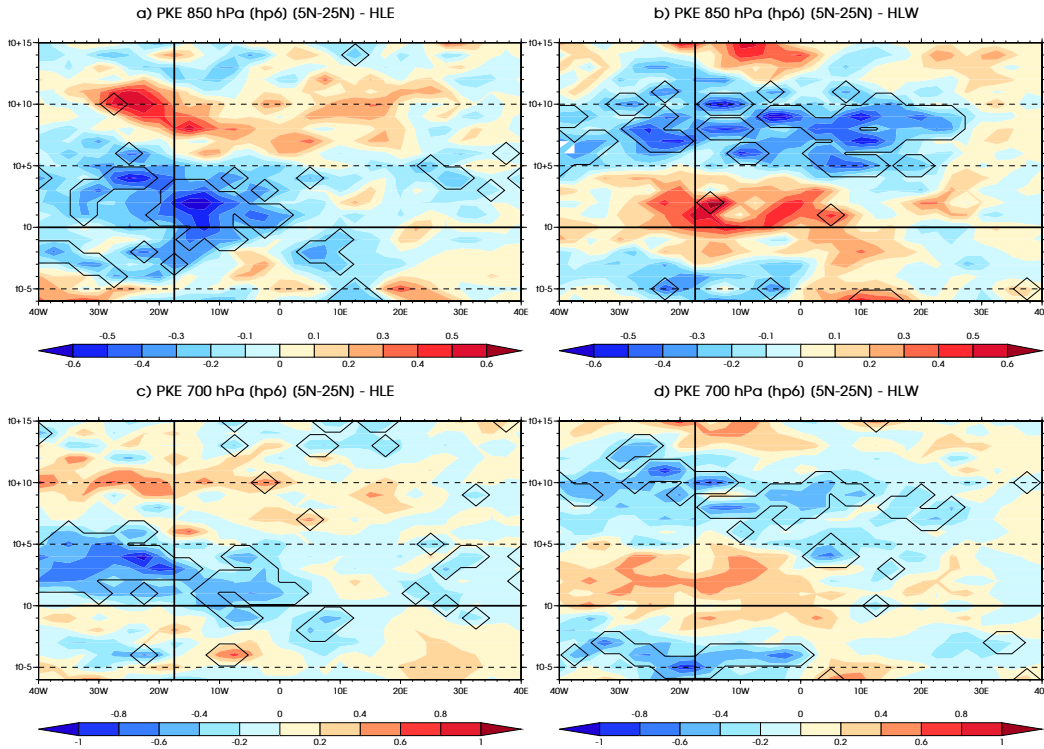 a) PKE 850 hPa [hp6] [5N-25N] - HLE
b) PKE 850 hPa [hp6] [5N-25N] - HLW
t0+15
t0+10
t0+5
t0
t0-5
40W 30W 20W 10W 0 10E 20E 30E 40E
t0+15
t0+10
t0+5
t0
t0-5
40W 30W 20W 10W 0 10E 20E 30E 40E
-0.5 -0.3 -0.1 0.1 0.3 0.5
-0.6 -0.4 -0.2 0 0.2 0.4 0.6
-0.5 -0.3 -0.1 0.1 0.3 0.5
-0.6 -0.4 -0.2 0 0.2 0.4 0.6
c) PKE 700 hPa [hp6] [5N-25N] - HLE
d) PKE 700 hPa [hp6] [5N-25N] - HLW
t0+15
t0+10
t0+5
t0
t0-5
40W 30W 20W 10W 0 10E 20E 30E 40E
t0+15
t0+10
t0+5
t0
t0-5
40W 30W 20W 10W 0 10E 20E 30E 40E
-0.8 -0.4 0 0.4 0.8
-1 -0.6 -0.2 0.2 0.6 1
-0.8 -0.4 0 0.4 0.8
-1 -0.6 -0.2 0.2 0.6 1